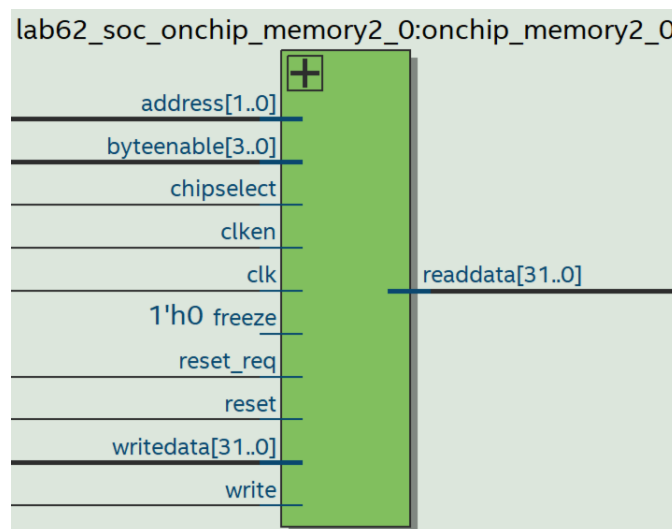 lab62_soc_onchip_memory2_0:onchip_memory2_0
address[1..0]
byteenable[3..0]
chipselect
clken
clk
readdata[31..0]
1'h0 freeze
reset_req
reset
writedata[31..0]
write